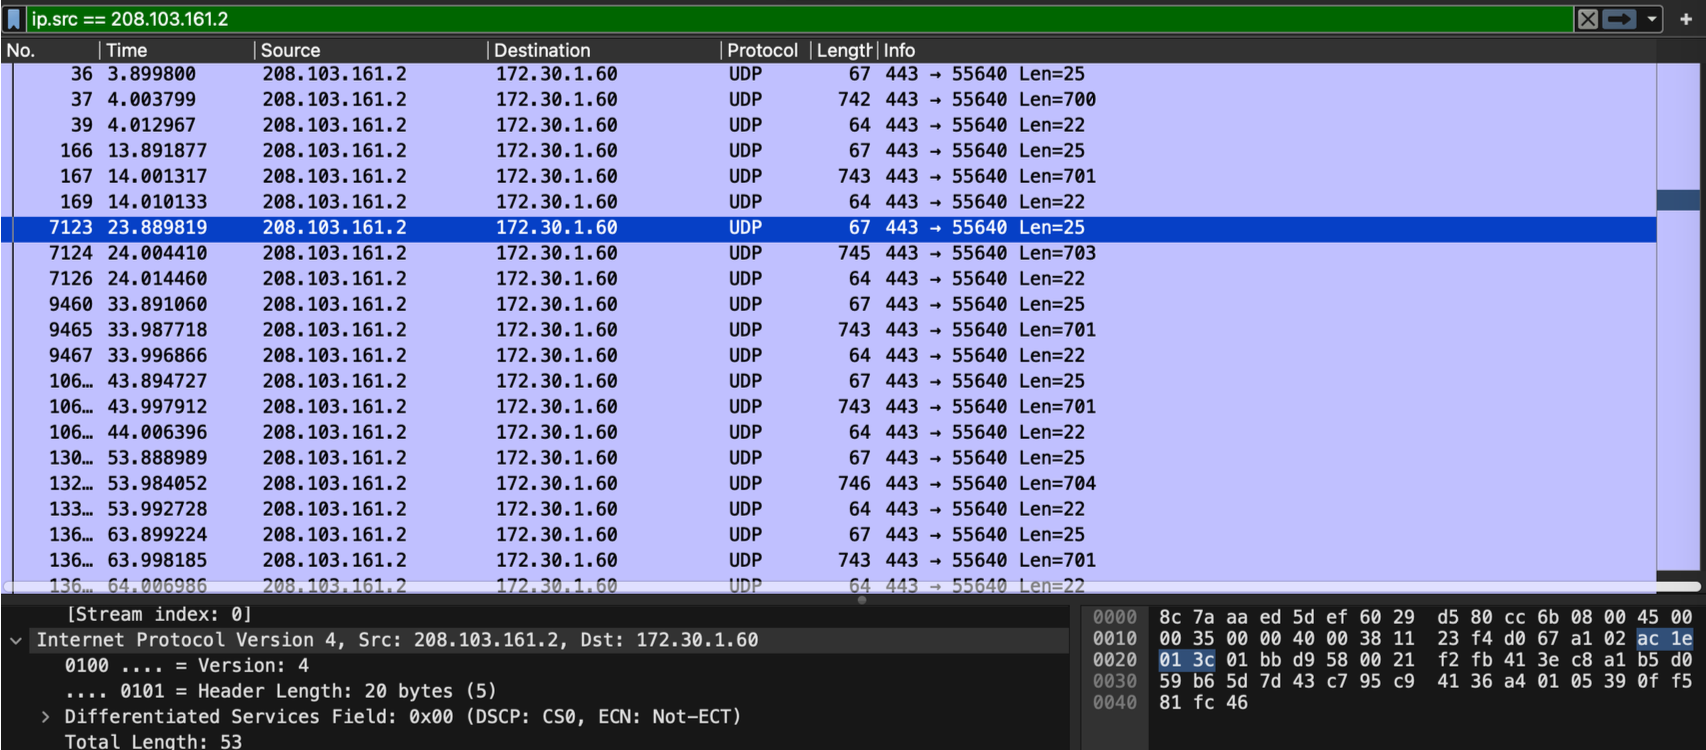 ip.src == 208.103.161.2
No. Time Source Destination Protocol Length Info
36 3.899800 208.103.161.2 172.30.1.60 UDP 67 443 → 55640 Len=25
37 4.003799 208.103.161.2 172.30.1.60 UDP 742 443 → 55640 Len=700
39 4.012967 208.103.161.2 172.30.1.60 UDP 64 443 → 55640 Len=22
166 13.891877 208.103.161.2 172.30.1.60 UDP 67 443 → 55640 Len=25
167 14.001317 208.103.161.2 172.30.1.60 UDP 743 443 → 55640 Len=701
169 14.010133 208.103.161.2 172.30.1.60 UDP 64 443 → 55640 Len=22
7123 23.889819 208.103.161.2 172.30.1.60 UDP 67 443 → 55640 Len=25
7124 24.004410 208.103.161.2 172.30.1.60 UDP 745 443 → 55640 Len=703
7126 24.014460 208.103.161.2 172.30.1.60 UDP 64 443 → 55640 Len=22
9460 33.891060 208.103.161.2 172.30.1.60 UDP 67 443 → 55640 Len=25
9465 33.987718 208.103.161.2 172.30.1.60 UDP 743 443 → 55640 Len=701
9467 33.996866 208.103.161.2 172.30.1.60 UDP 64 443 → 55640 Len=22
106… 43.894727 208.103.161.2 172.30.1.60 UDP 67 443 → 55640 Len=25
106… 43.997912 208.103.161.2 172.30.1.60 UDP 743 443 → 55640 Len=701
106… 44.006396 208.103.161.2 172.30.1.60 UDP 64 443 → 55640 Len=22
130… 53.888989 208.103.161.2 172.30.1.60 UDP 67 443 → 55640 Len=25
132… 53.984052 208.103.161.2 172.30.1.60 UDP 746 443 → 55640 Len=704
133… 53.992728 208.103.161.2 172.30.1.60 UDP 64 443 → 55640 Len=22
136… 63.899224 208.103.161.2 172.30.1.60 UDP 67 443 → 55640 Len=25
136… 63.998185 208.103.161.2 172.30.1.60 UDP 743 443 → 55640 Len=701
136… 64.006986 208.103.161.2 172.30.1.60 UDP 64 443 → 55640 Len=22
[Stream index: 0]
Internet Protocol Version 4, Src: 208.103.161.2, Dst: 172.30.1.60
0100 .... = Version: 4
.... 0101 = Header Length: 20 bytes (5)
Differentiated Services Field: 0x00 (DSCP: CS0, ECN: Not-ECT)
Total Length: 53
0000 8c 7a aa ed 5d ef 60 29 d5 80 cc 6b 08 00 45 00
0010 00 35 00 00 40 00 38 11 23 f4 d0 67 a1 02 ac 1e
0020 01 3c 01 bb d9 58 00 21 f2 fb 41 3e c8 a1 b5 d0
0030 59 b6 5d 7d 43 c7 95 c9 41 36 a4 01 05 39 0f f5
0040 81 fc 46